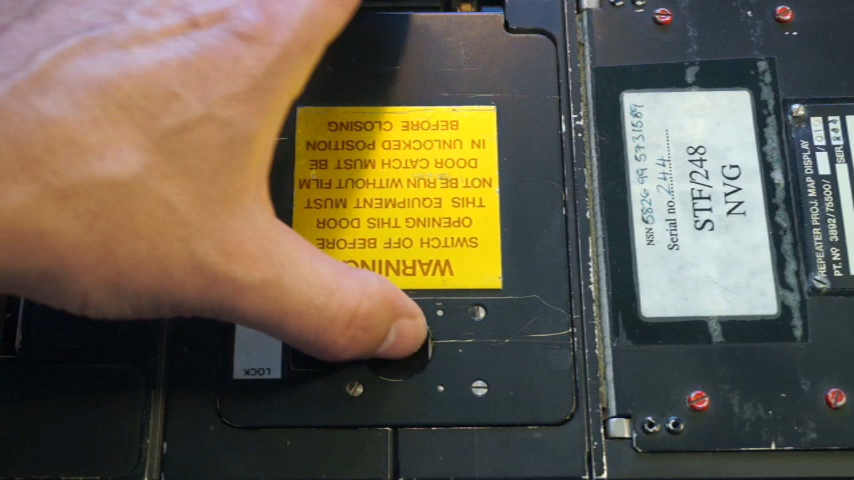 WARNING
SWITCH OFF BEFORE
OPENING THIS DOOR
THIS EQUIPMENT MUST
NOT BE RUN WITHOUT FILM
DOOR CATCH MUST BE
IN UNLOCKED POSITION
BEFORE CLOSING
LOCK
NSN 5826 99 5731589
Serial no. 244
STF/248
NVG
REPEATER PROJ. MAP DISPLAY
PT. Nº 3892/75500/
SER.